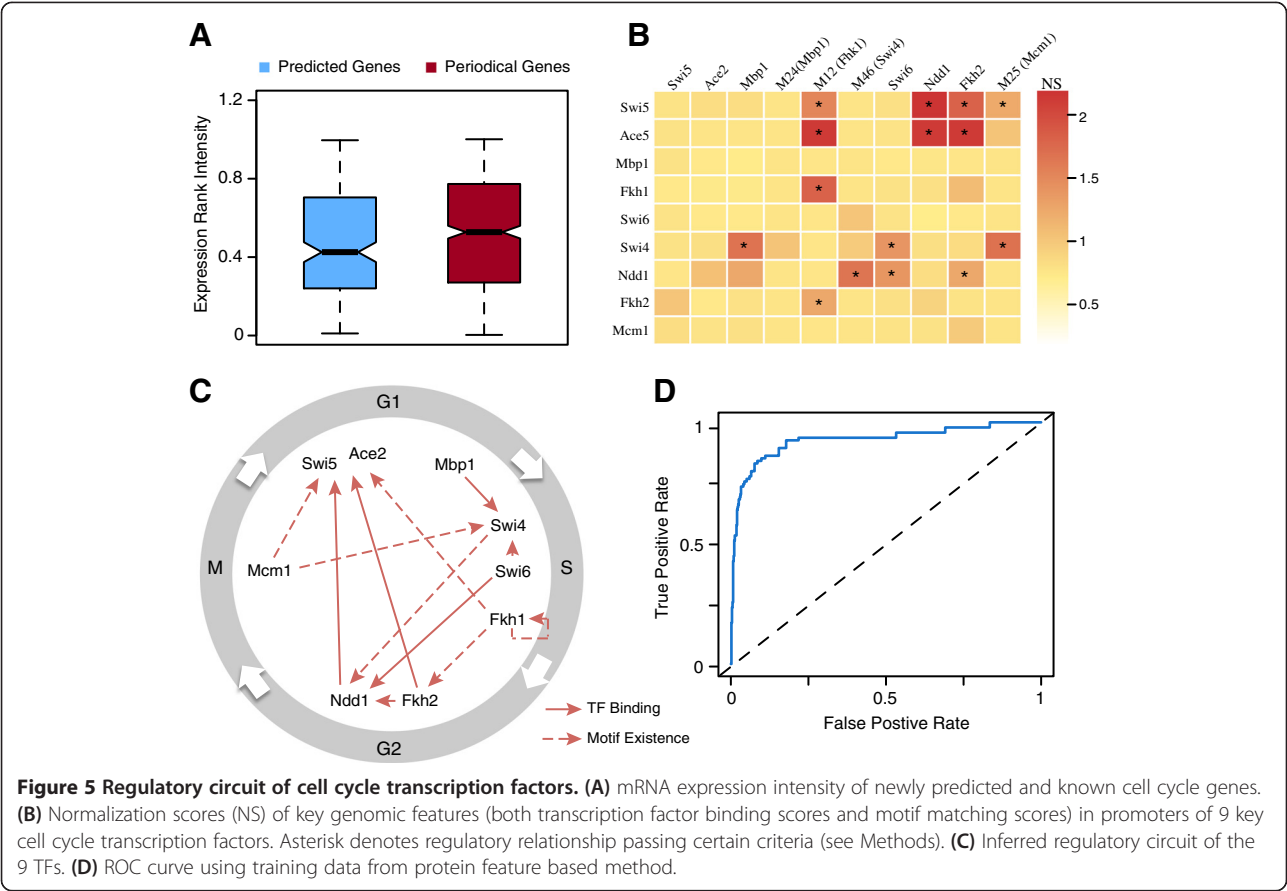 A
Predicted Genes
Periodical Genes
Expression Rank Intensity
1.2
0.8
0.4
0
B
Swi5
Ace2
Mbp1
M24(Mbp1)
M12 (Fhk1)
M46 (Swi4)
Swi6
Ndd1
Fkh2
M25 (Mcm1)
NS
Swi5 * * * *
Ace5 * * *
Mbp1
Fkh1 *
Swi6
Swi4 * * *
Ndd1 * * *
Fkh2 *
Mcm1
2
1.5
1
0.5
C
G1
Swi5
Ace2
Mbp1
Swi4
M
Mcm1
Swi6
S
Fkh1
Ndd1
Fkh2
G2
TF Binding
Motif Existence
D
True Positive Rate
1
0.5
0
0
0.5
1
False Postive Rate
Figure 5 Regulatory circuit of cell cycle transcription factors. (A) mRNA expression intensity of newly predicted and known cell cycle genes.
(B) Normalization scores (NS) of key genomic features (both transcription factor binding scores and motif matching scores) in promoters of 9 key
cell cycle transcription factors. Asterisk denotes regulatory relationship passing certain criteria (see Methods). (C) Inferred regulatory circuit of the
9 TFs. (D) ROC curve using training data from protein feature based method.